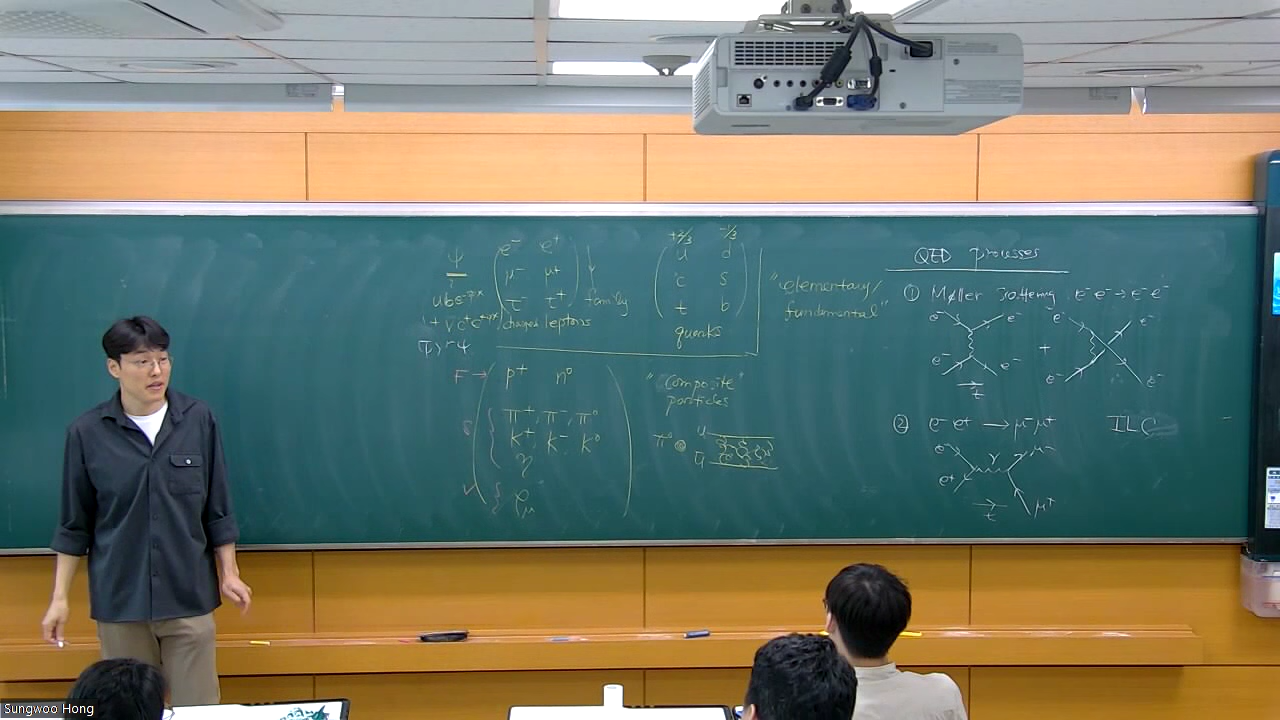 ψ
e⁻ e⁺
μ⁻ μ⁺
τ⁻ τ⁺
family
charged leptons
+2/3 -1/3
u d
c s
t b
quarks
"elementary/
fundamental"
F → p⁺ n⁰
π⁺, π⁻, π⁰
K⁺, K⁻ K⁰
η
"composite"
particles
π⁰ u
ū
QED processes
① Møller scattering e⁻ e⁻ → e⁻ e⁻
e⁻ e⁻ e⁻ e⁻
+
e⁻ e⁻ e⁻ e⁻
t
② e⁻ e⁺ → μ⁻ μ⁺ ILC
e⁻ γ μ⁻
e⁺
t μ⁺
Sungwoo Hong